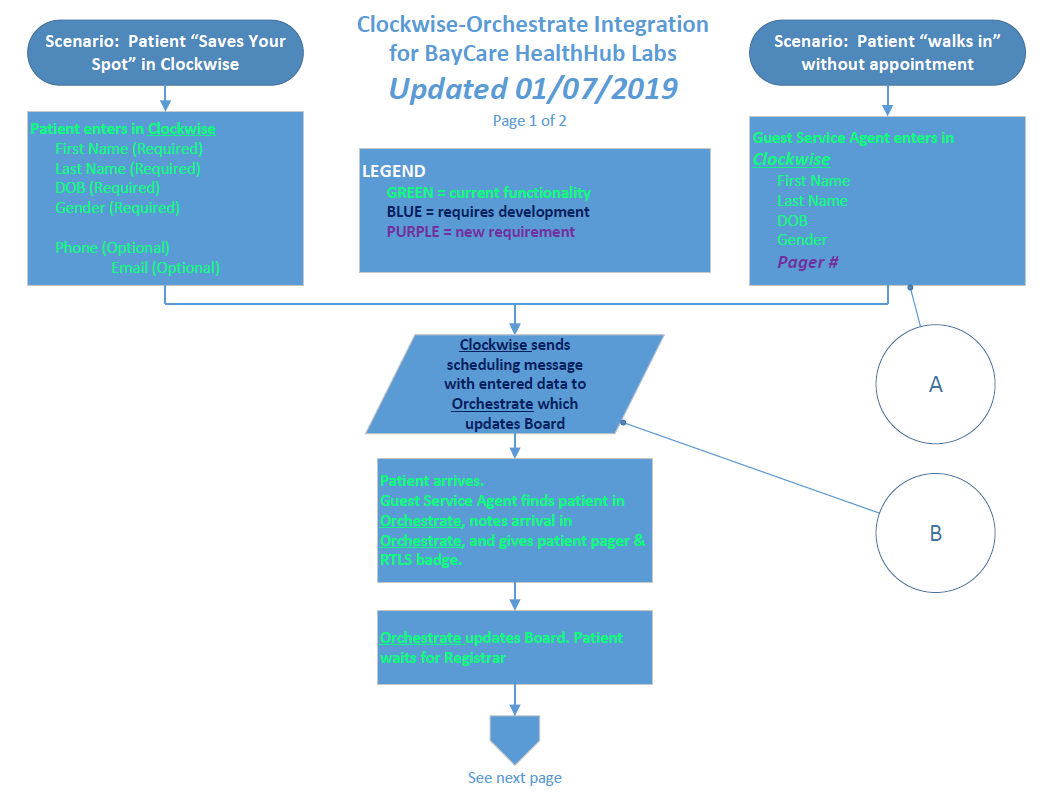 Clockwise-Orchestrate Integration
for BayCare HealthHub Labs
Updated 01/07/2019
Page 1 of 2
Scenario:  Patient “Saves Your
Spot” in Clockwise
Scenario:  Patient “walks in”
without appointment
Patient enters in Clockwise
First Name (Required)
Last Name (Required)
DOB (Required)
Gender (Required)
Phone (Optional)
Email (Optional)
LEGEND
GREEN = current functionality
BLUE = requires development
PURPLE = new requirement
Guest Service Agent enters in
Clockwise
First Name
Last Name
DOB
Gender
Pager #
Clockwise sends
scheduling message
with entered data to
Orchestrate which
updates Board
A
Patient arrives.
Guest Service Agent finds patient in
Orchestrate, notes arrival in
Orchestrate, and gives patient pager &
RTLS badge.
B
Orchestrate updates Board. Patient
waits for Registrar
See next page